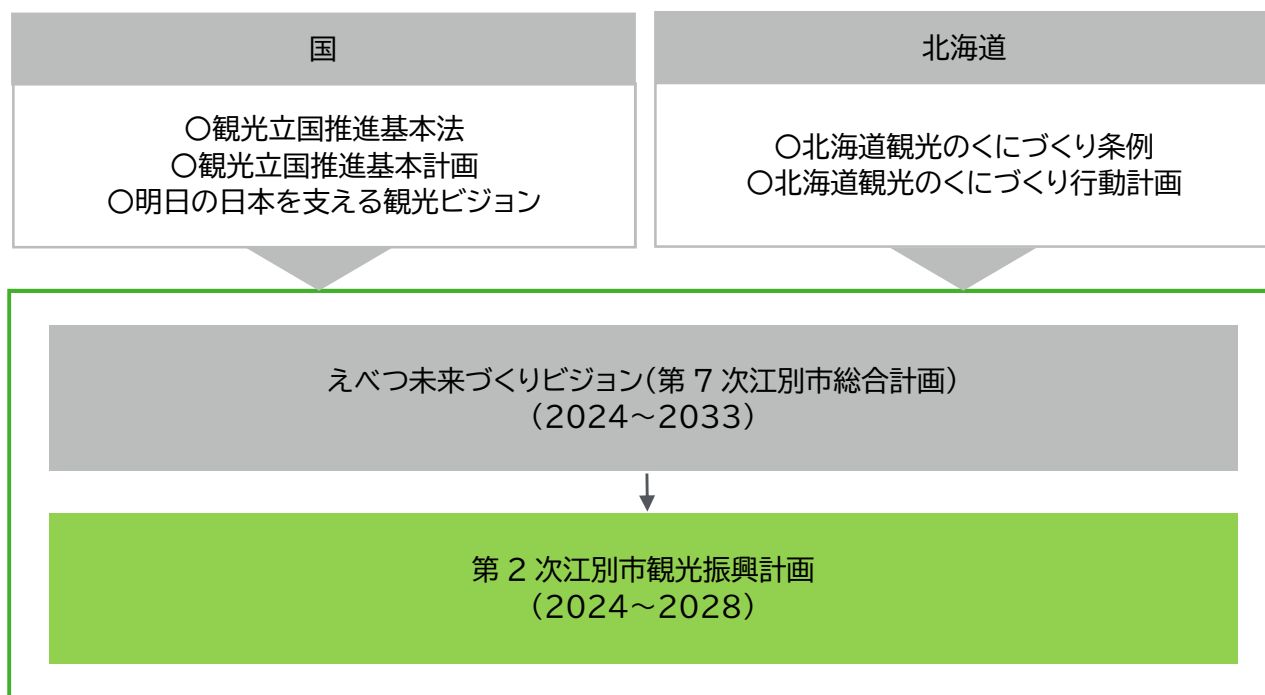 国
〇観光立国推進基本法
〇観光立国推進基本計画
〇明日の日本を支える観光ビジョン
北海道
〇北海道観光のくにづくり条例
〇北海道観光のくにづくり行動計画
えべつ未来づくりビジョン(第 7 次江別市総合計画)
(2024~2033)
第 2 次江別市観光振興計画
(2024~2028)